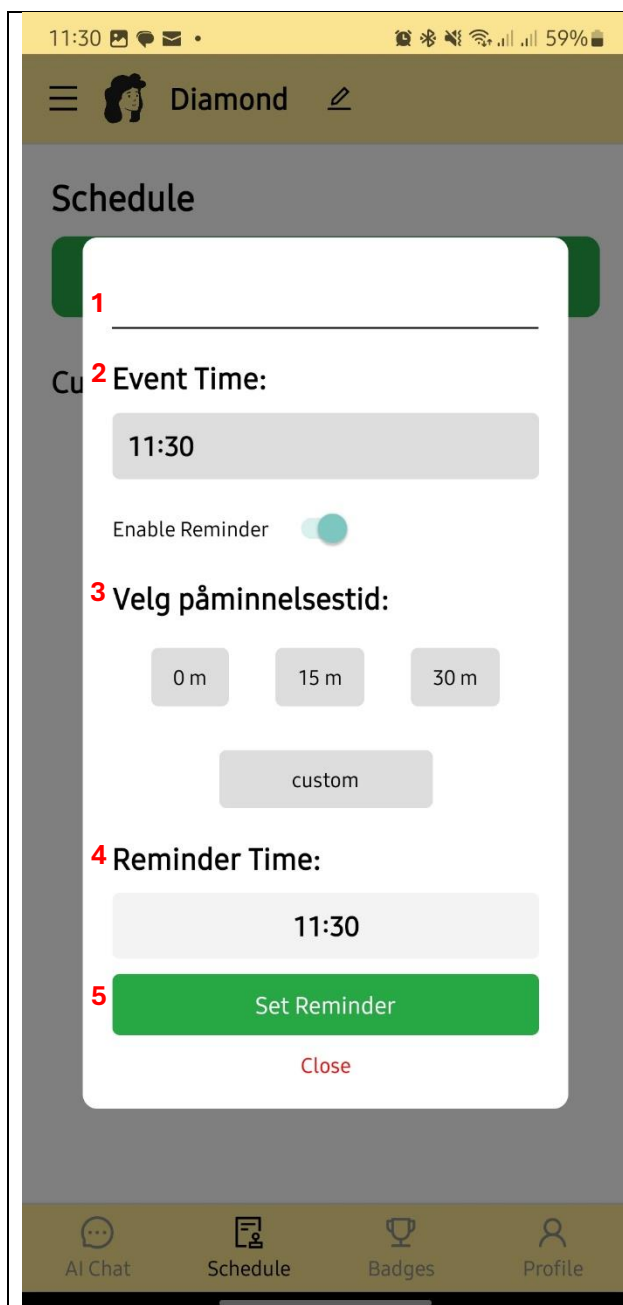 11:30 59%
Diamond
Schedule
1
Cu 2 Event Time:
11:30
Enable Reminder
3 Velg påminnelsestid:
0 m 15 m 30 m
custom
4 Reminder Time:
11:30
5 Set Reminder
Close
AI Chat Schedule Badges Profile